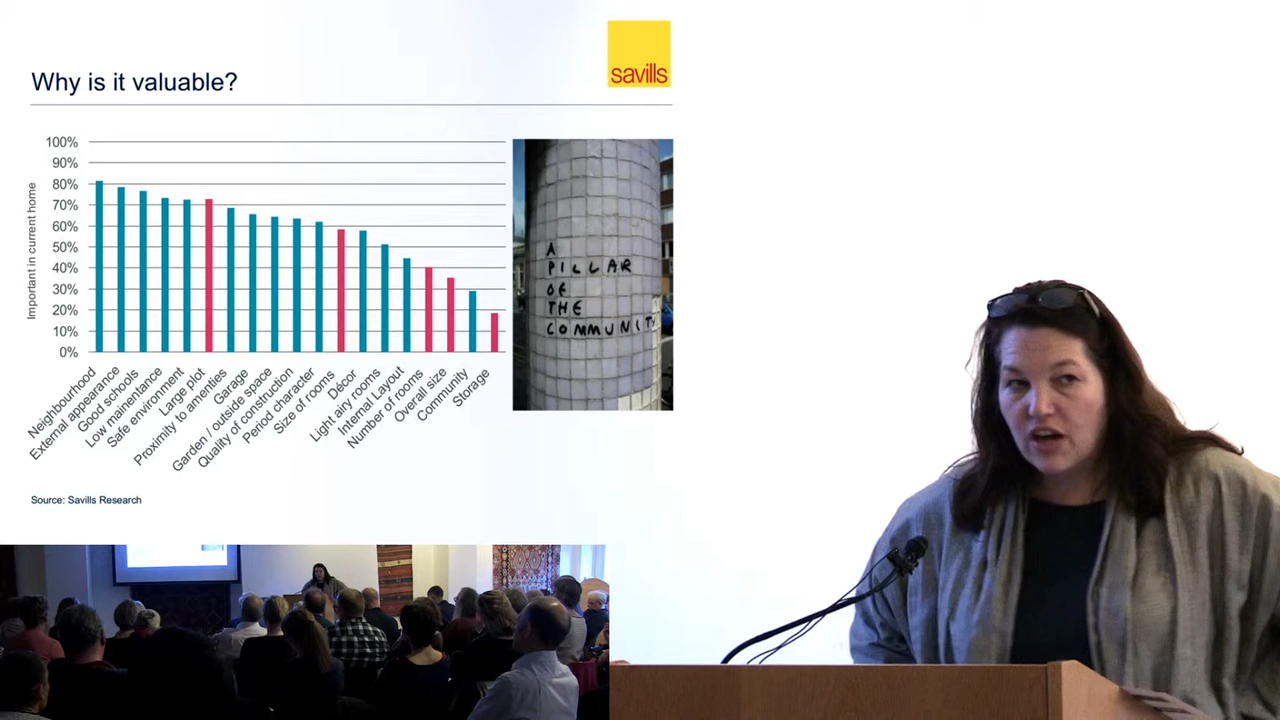 savills
Why is it valuable?
100%
90%
80%
70%
60%
50%
40%
30%
20%
10%
0%
Important in current home
Neighbourhood
External appearance
Good schools
Low maintenance
Safe environment
Large plot
Proximity to amenties
Garage
Garden / outside space
Quality of construction
Period character
Size of rooms
Décor
Light airy rooms
Internal Layout
Number of rooms
Overall size
Community
Storage
A
PILLAR
OF
THE
COMMUNITY
Source: Savills Research